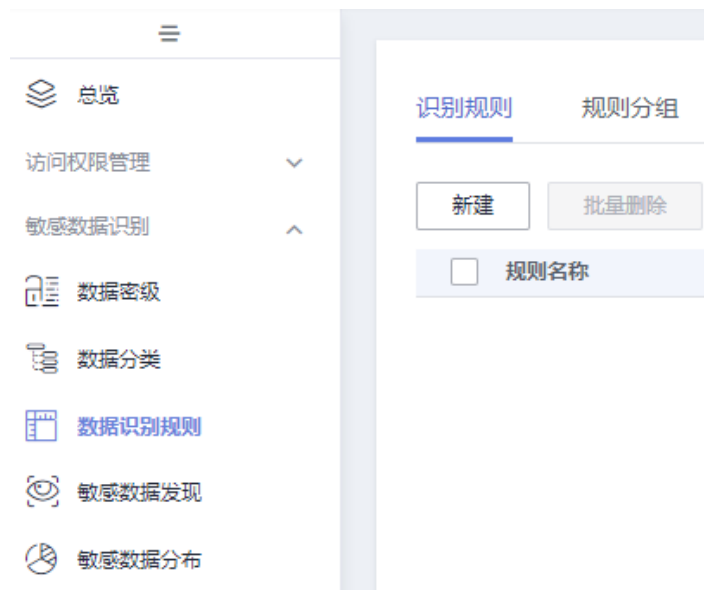 总览
访问权限管理
敏感数据识别
数据密级
数据分类
数据识别规则
敏感数据发现
敏感数据分布
识别规则 规则分组
新建 批量删除
规则名称